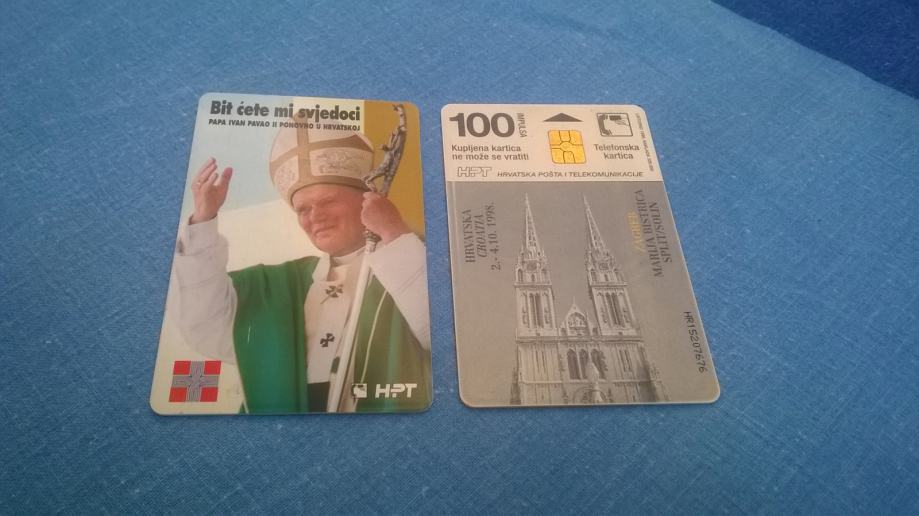 Bit ćete mi svjedoci
PAPA IVAN PAVAO II PONOVNO U HRVATSKOJ
HPT
100 IMPULSA
Kupljena kartica
ne može se vratiti
Telefonska
kartica
HPT HRVATSKA POŠTA I TELEKOMUNIKACIJE
HRVATSKA
CROATIA
2.- 4.10. 1998.
ZAGREB
MARIJA BISTRICA
SPLIT/SOLIN
HR15207676